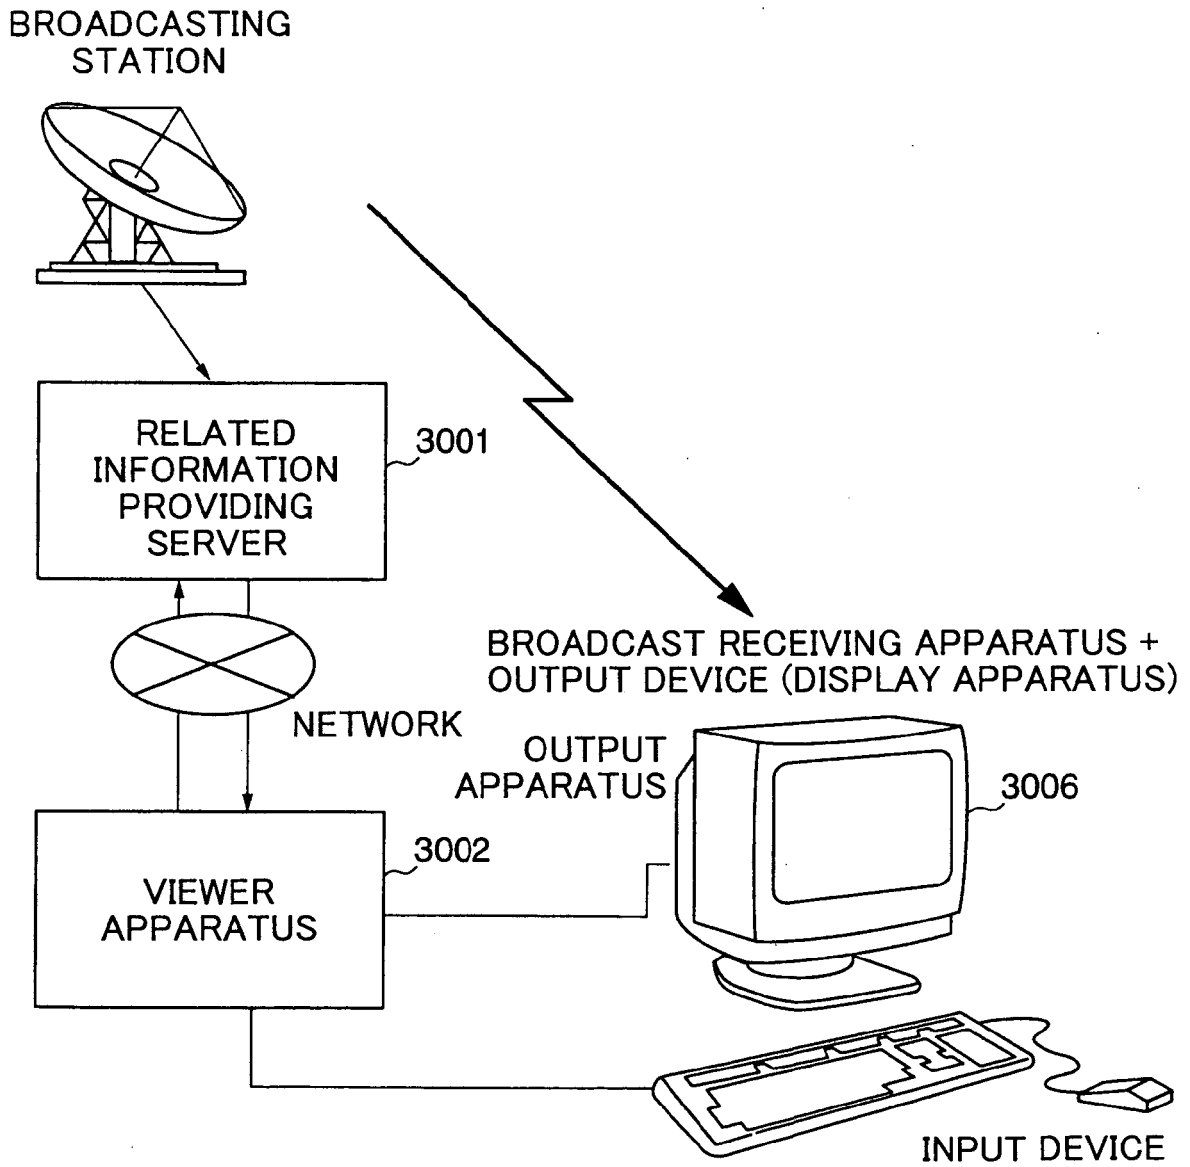 BROADCASTING
STATION
RELATED
INFORMATION
PROVIDING
SERVER
3001
NETWORK
BROADCAST RECEIVING APPARATUS +
OUTPUT DEVICE (DISPLAY APPARATUS)
OUTPUT
APPARATUS
3006
VIEWER
APPARATUS
3002
INPUT DEVICE